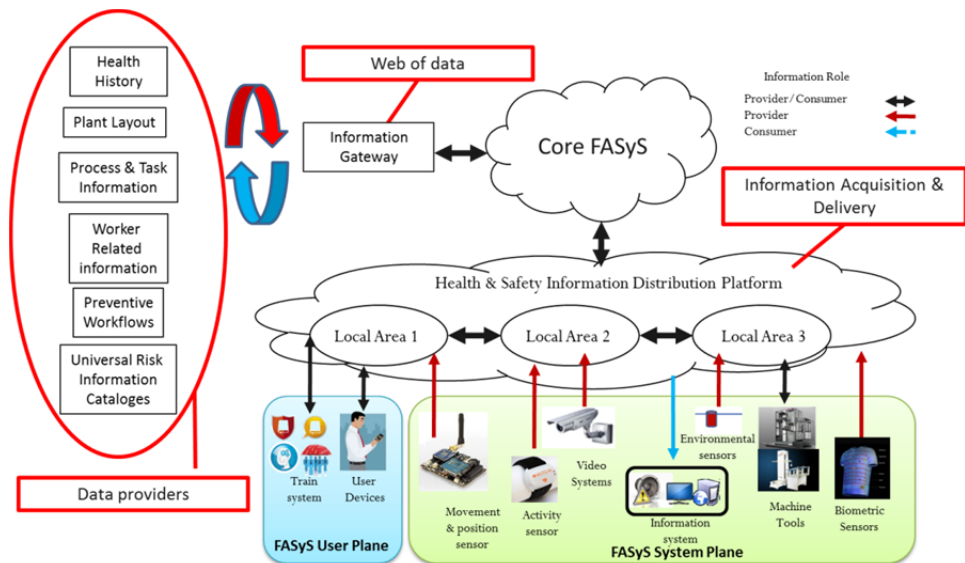 Health
History
Plant Layout
Process & Task
Information
Worker
Related
information
Preventive
Workflows
Universal Risk
Information
Cataloges
Data providers
Web of data
Information
Gateway
Core FASyS
Information Role
Provider/Consumer
Provider
Consumer
Information Acquisition &
Delivery
Health & Safety Information Distribution Platform
Local Area 1
Local Area 2
Local Area 3
Train
system
User
Devices
FASyS User Plane
Movement
& position
sensor
Activity
sensor
Video
Systems
Information
system
Environmental
sensors
Machine
Tools
Biometric
Sensors
FASyS System Plane